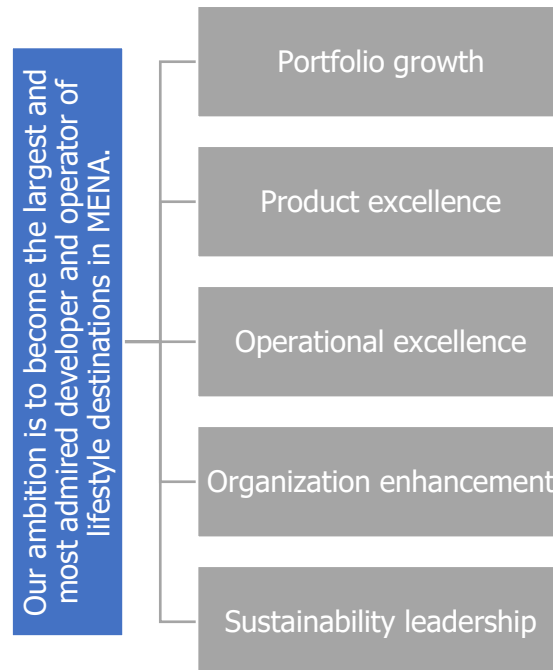 Our ambition is to become the largest and
most admired developer and operator of
lifestyle destinations in MENA.
Portfolio growth
Product excellence
Operational excellence
Organization enhancement
Sustainability leadership